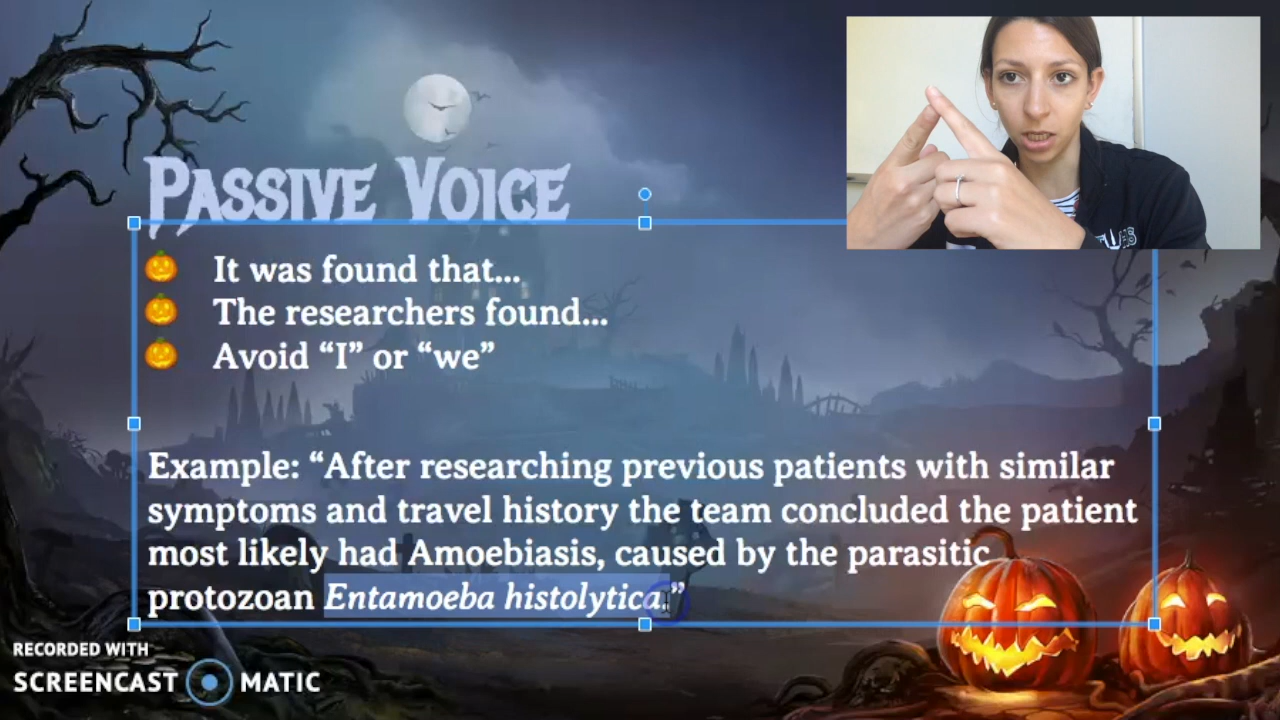 Passive Voice
It was found that...
The researchers found...
Avoid “I” or “we”
Example: “After researching previous patients with similar
symptoms and travel history the team concluded the patient
most likely had Amoebiasis, caused by the parasitic
protozoan Entamoeba histolytica.”
RECORDED WITH
SCREENCAST MATIC